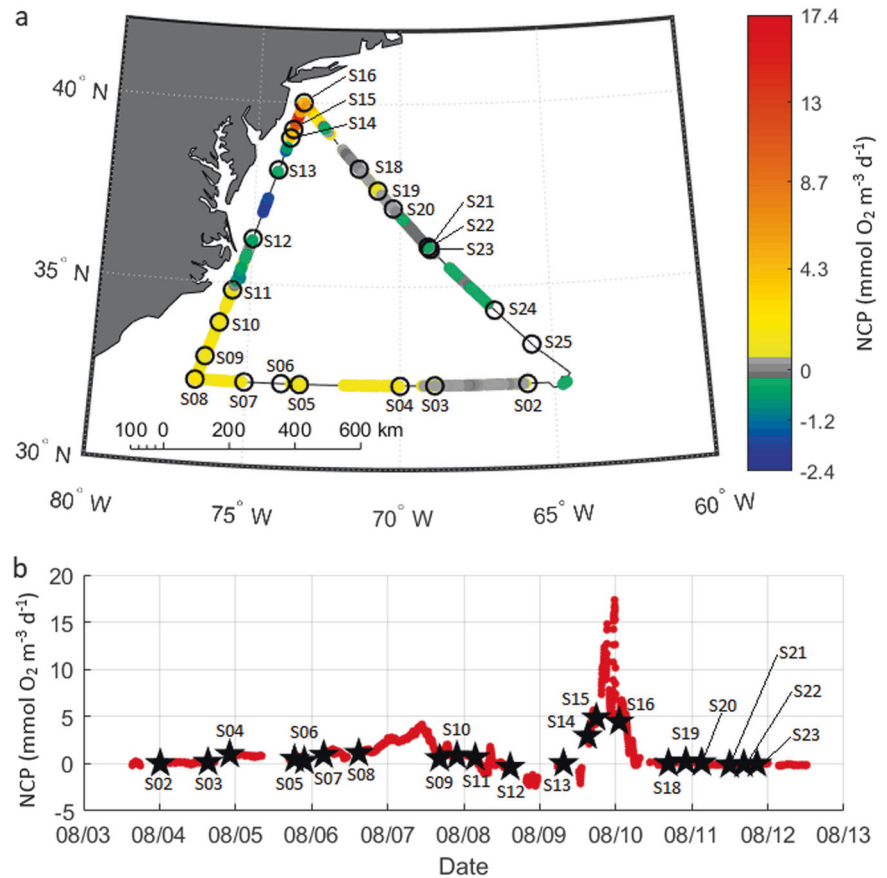 a
40° N
35° N
30° N
80° W
75° W
70° W
65° W
60° W
S16
S15
S14
S13
S18
S19
S20
S21
S22
S23
S12
S11
S24
S10
S25
S09
S06
S08
S07
S05
S04
S03
S02
100 0 200 400 600 km
17.4
13
8.7
4.3
0
-1.2
-2.4
NCP (mmol O₂ m⁻³ d⁻¹)
b
NCP (mmol O₂ m⁻³ d⁻¹)
20
15
10
5
0
-5
S21
S22
S20
S23
S15
S16
S14
S19
S04
S06
S10
S02
S03
S05
S07
S08
S09
S11
S12
S13
S18
08/03 08/04 08/05 08/06 08/07 08/08 08/09 08/10 08/11 08/12 08/13
Date